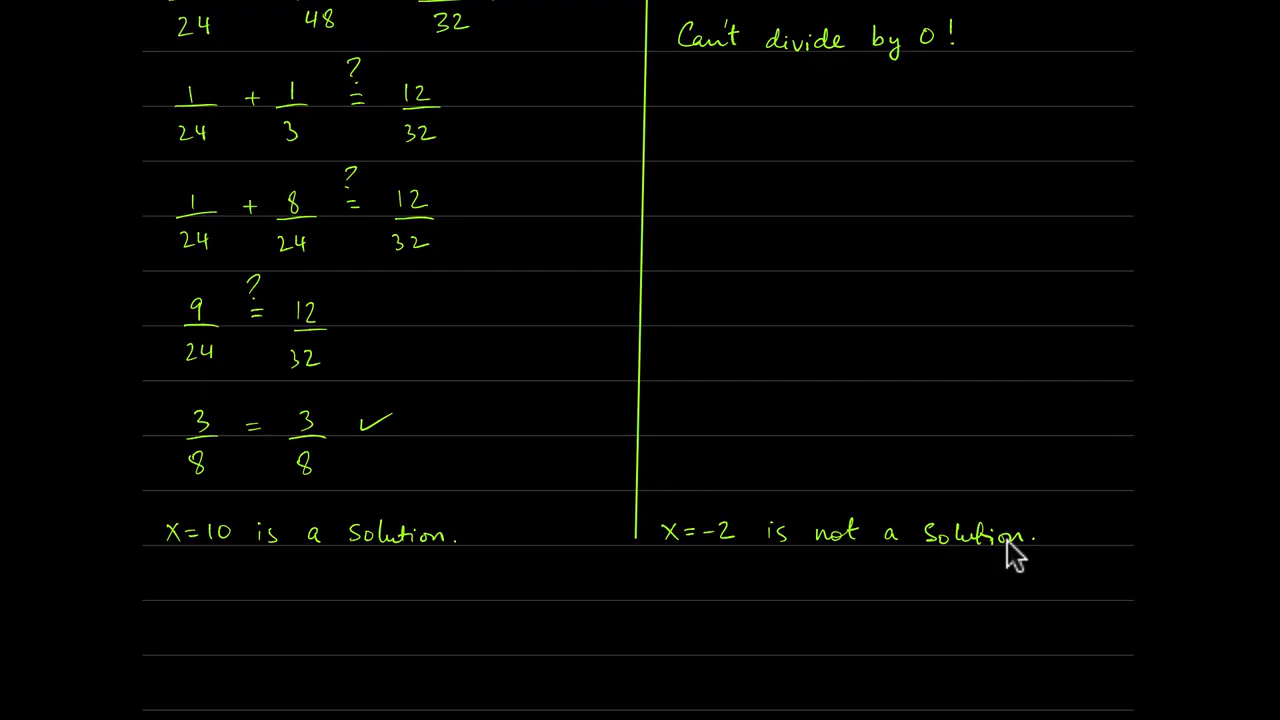 24 48 32
1/24 + 1/3 ?= 12/32
1/24 + 8/24 ?= 12/32
9/24 ?= 12/32
3/8 = 3/8 ✓
x=10 is a solution.
Can't divide by 0!
x=-2 is not a solution.